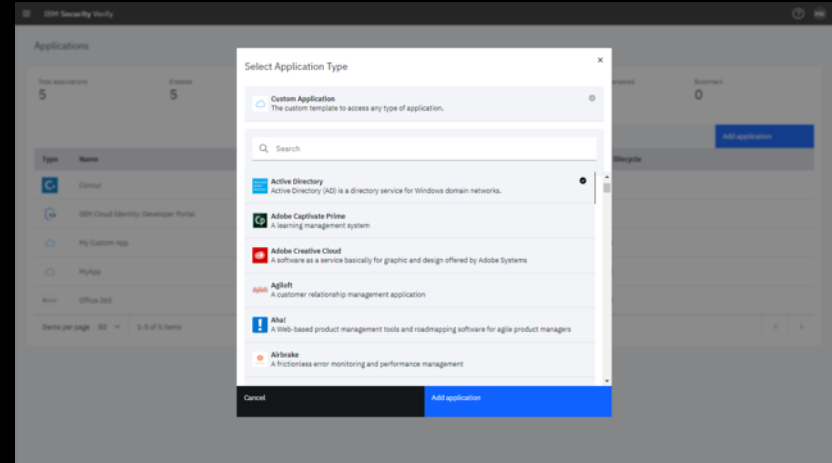 IBM Security Verify
Applications
Total applications
Enabled
5
5
0
Select Application Type
Custom Application
The custom template to access any type of application.
Search
Add application
Type Name
lifecycle
Active Directory
Active Directory (AD) is a directory service for Windows domain networks.
Concur
Cp
Adobe Captivate Prime
A learning management system
IBM Cloud Identity: Developer Portal
My Custom App
Adobe Creative Cloud
A software as a service basically for graphic and design offered by Adobe Systems
MyApp
Agiloft
Agiloft
A customer relationship management application
Office 365
Aha!
A Web-based product management tools and roadmapping software for agile product managers
Items per page 50 1-5 of 5 items
Airbrake
A frictionless error monitoring and performance management
Cancel
Add application